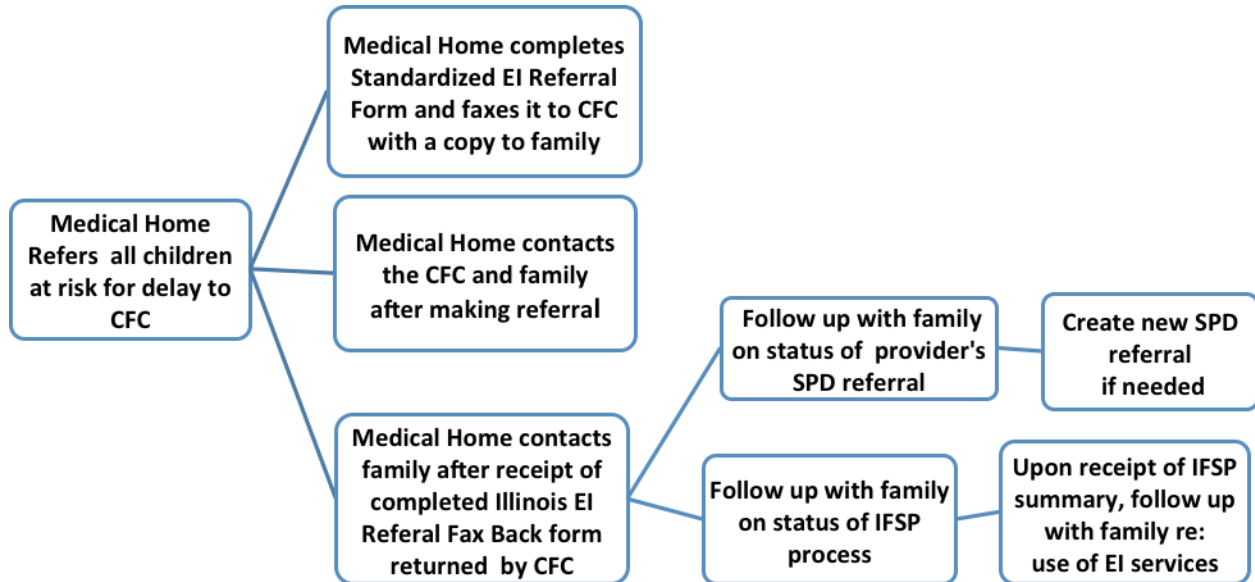 Medical Home
Refers all children
at risk for delay to
CFC
Medical Home completes
Standardized EI Referral
Form and faxes it to CFC
with a copy to family
Medical Home contacts
the CFC and family
after making referral
Medical Home contacts
family after receipt of
completed Illinois EI
Referal Fax Back form
returned by CFC
Follow up with family
on status of provider's
SPD referral
Create new SPD
referral
if needed
Follow up with family
on status of IFSP
process
Upon receipt of IFSP
summary, follow up
with family re:
use of EI services